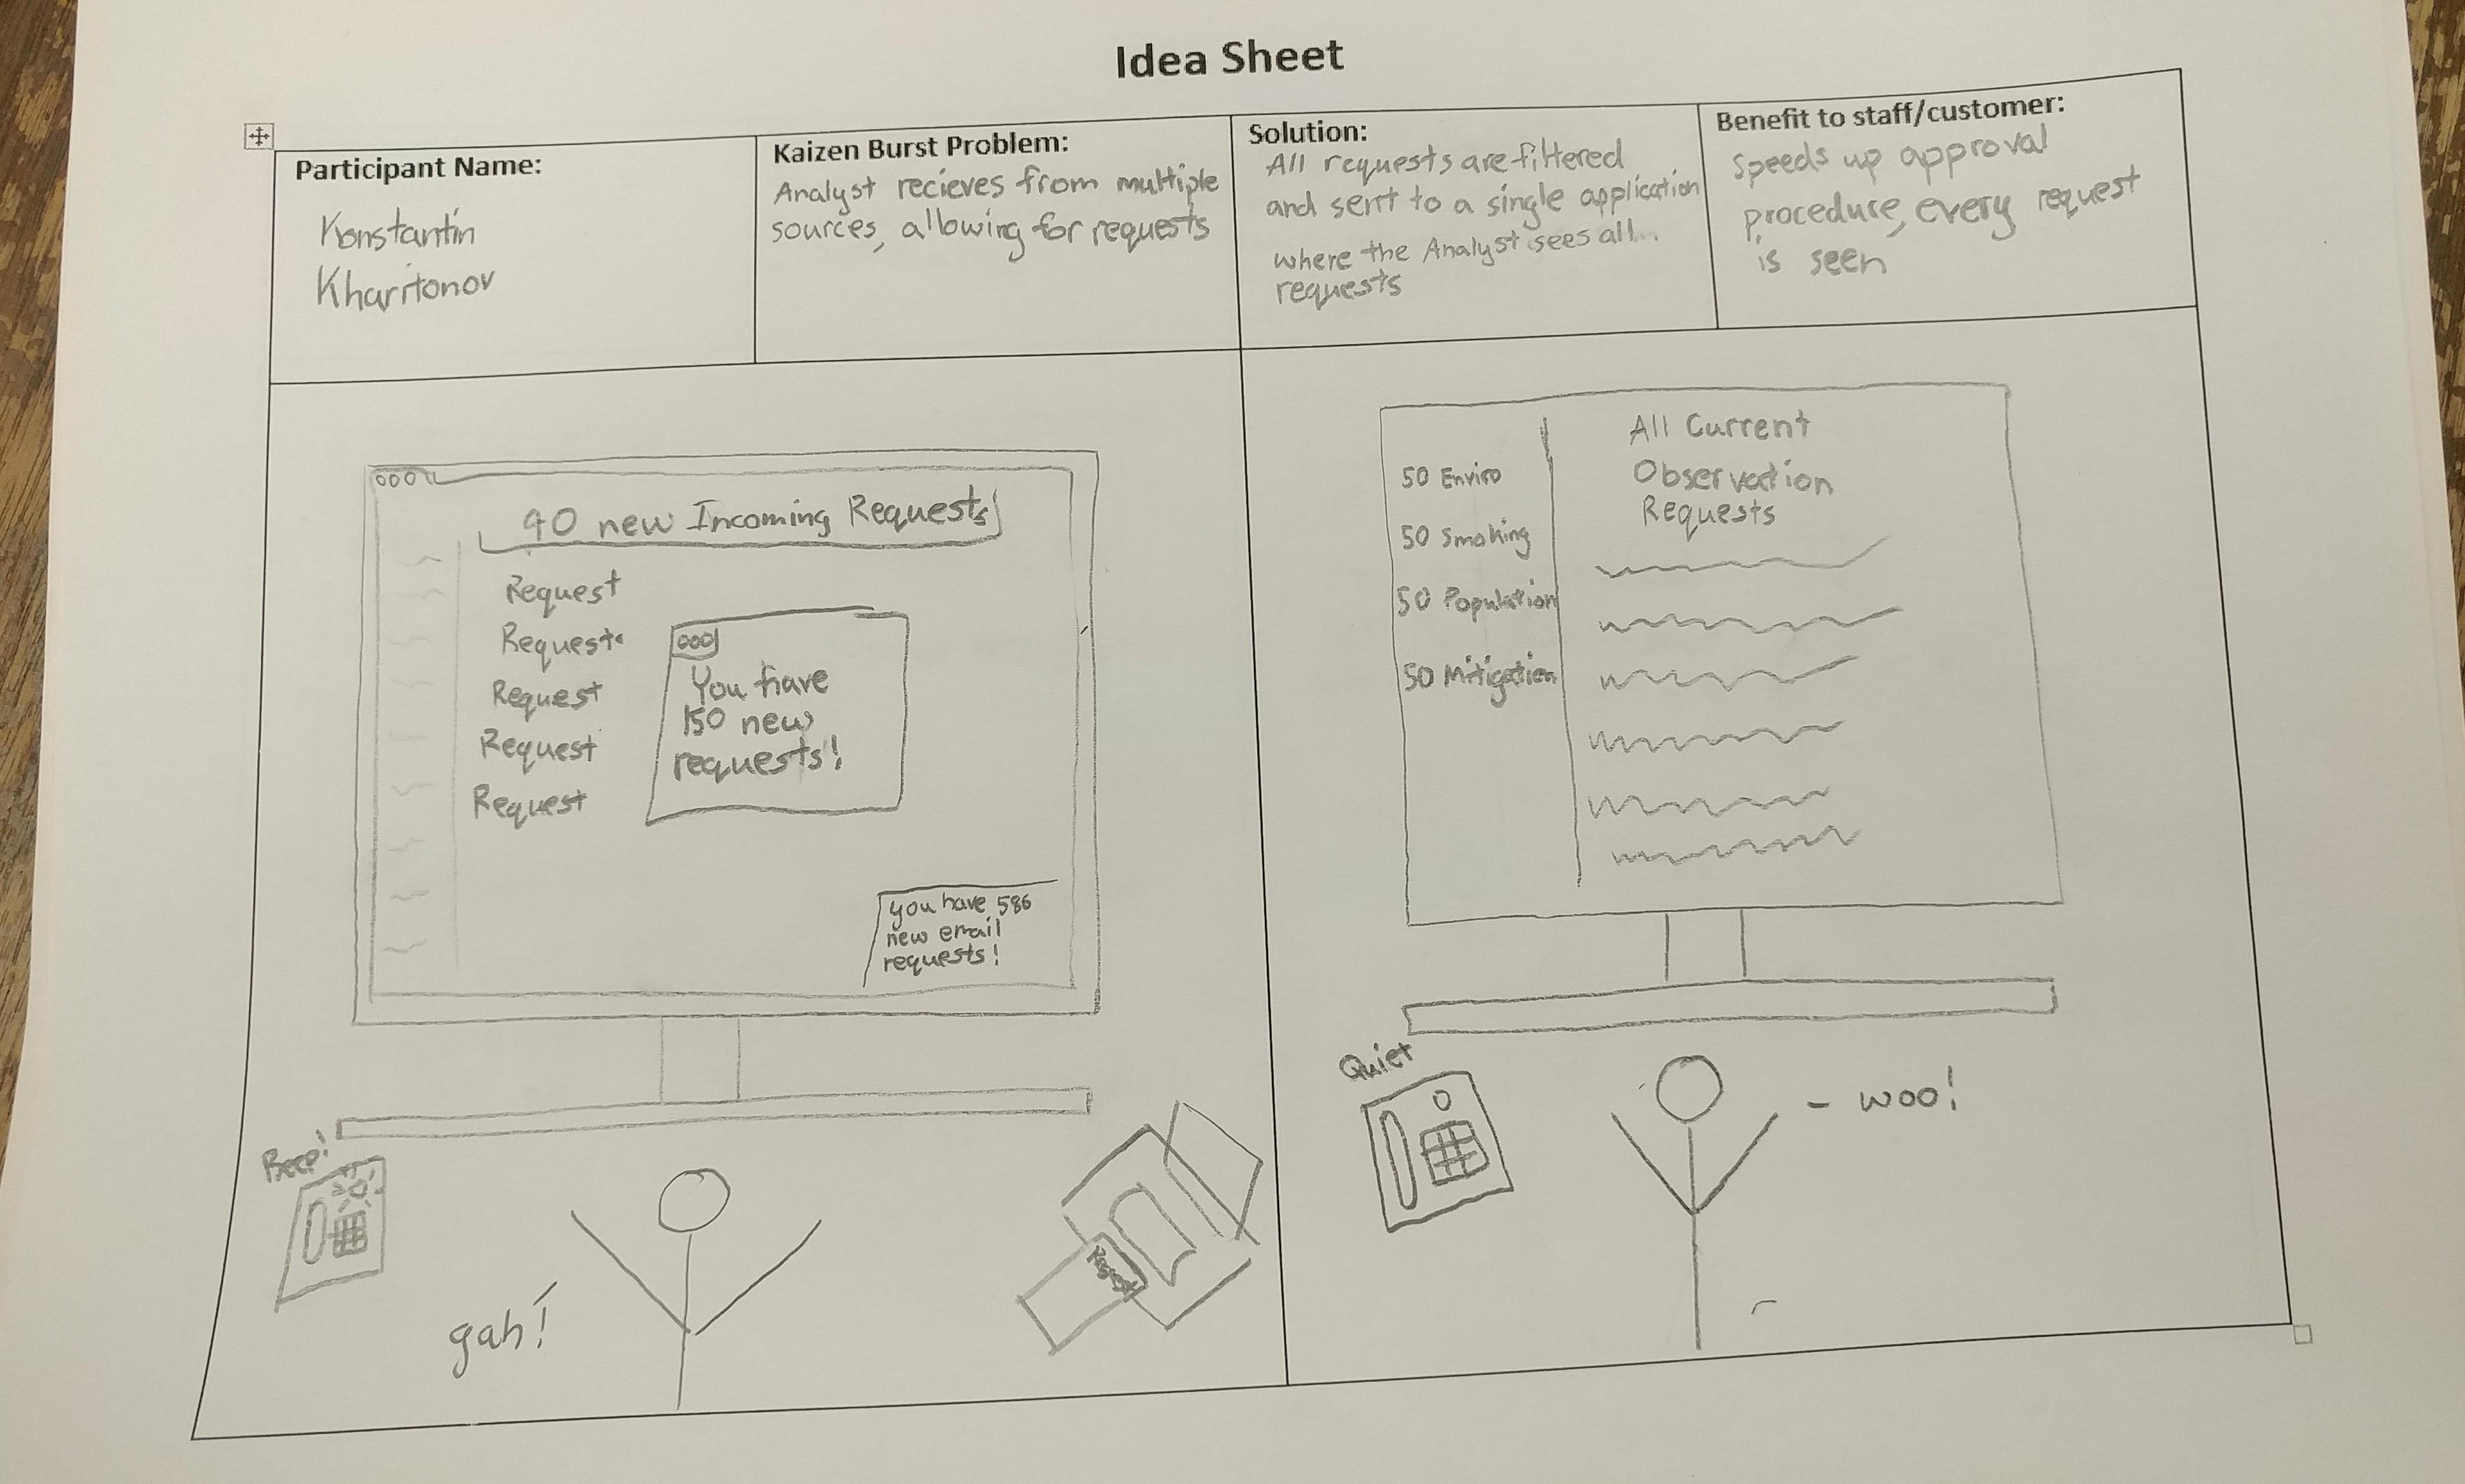 Idea Sheet
Participant Name:
Konstantin
Kharitonov
Kaizen Burst Problem:
Analyst recieves from multiple
sources, allowing for requests
Solution:
All requests are filtered
and sent to a single application
where the Analyst sees all...
requests
Benefit to staff/customer:
Speeds up approval
procedure, every request
is seen
40 new Incoming Requests
Request
Request
Request
Request
Request
You have
150 new
requests!
you have 586
new email
requests!
Beep!
gah!
All Current
Observation
Requests
50 Enviro
50 Smoking
50 Population
50 Mitigation
Quiet
- woo!